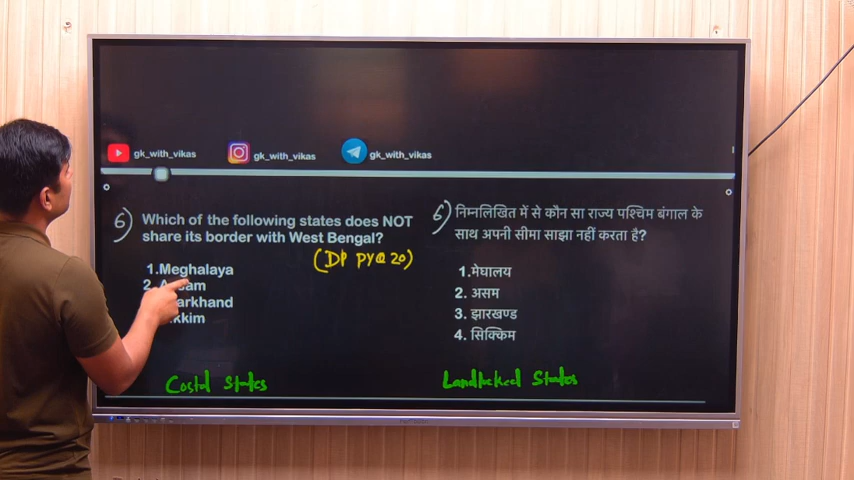 gk_with_vikas gk_with_vikas gk_with_vikas
6) Which of the following states does NOT
share its border with West Bengal?
(DP PYQ 20)
1.Meghalaya
2. A sam
arkhand
kkim
6) निम्नलिखित में से कौन सा राज्य पश्चिम बंगाल के
साथ अपनी सीमा साझा नहीं करता है?
1.मेघालय
2. असम
3. झारखण्ड
4. सिक्किम
Costal States
Landlocked States